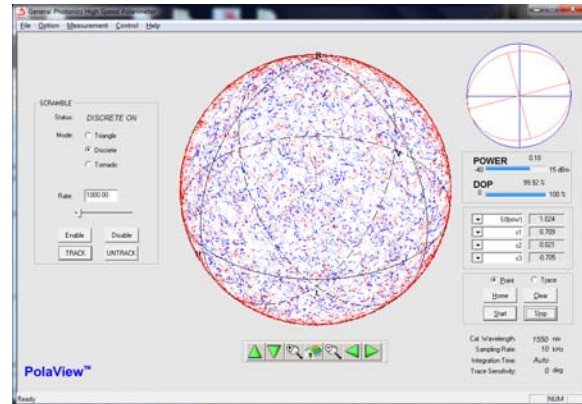 General Photonics High Speed Polarimeter
File Option Measurement Control Help
SCRAMBLE
Status: DISCRETE ON
Mode: Triangle
Discrete
Tornado
Rate: 1000.00
Enable Disable
TRACK UNTRACK
PolaView™
R
L
POWER 0.10
-40 15 dBm
DOP 99.92 %
0 100 %
S0(mW) 1.024
s1 0.709
s2 0.021
s3 -0.705
Point Trace
Home Clear
Start Stop
Cal. Wavelength: 1550 nm
Sampling Rate: 10 kHz
Integration Time: Auto
Trace Sensitivity: 0 deg
Ready NUM